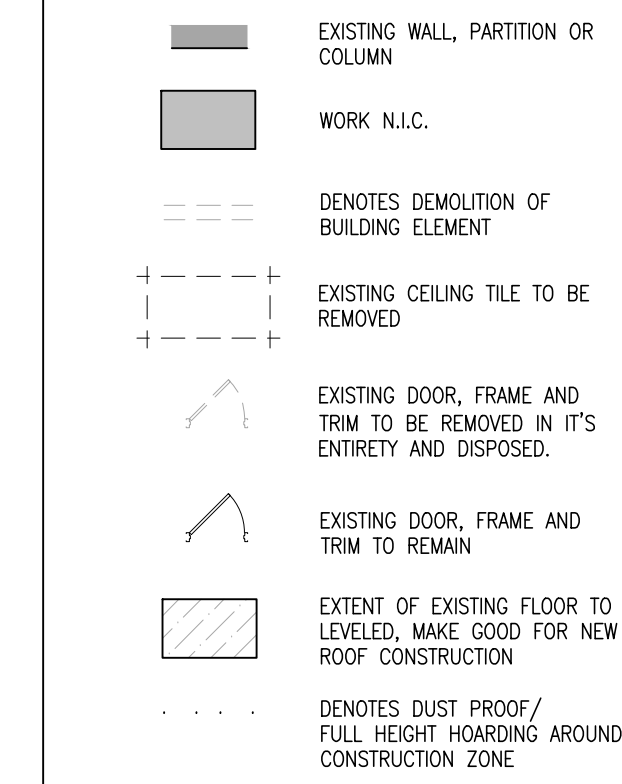 EXISTING WALL, PARTITION OR
COLUMN
WORK N.I.C.
DENOTES DEMOLITION OF
BUILDING ELEMENT
EXISTING CEILING TILE TO BE
REMOVED
EXISTING DOOR, FRAME AND
TRIM TO BE REMOVED IN IT'S
ENTIRETY AND DISPOSED.
EXISTING DOOR, FRAME AND
TRIM TO REMAIN
EXTENT OF EXISTING FLOOR TO
LEVELED, MAKE GOOD FOR NEW
ROOF CONSTRUCTION
DENOTES DUST PROOF/
FULL HEIGHT HOARDING AROUND
CONSTRUCTION ZONE